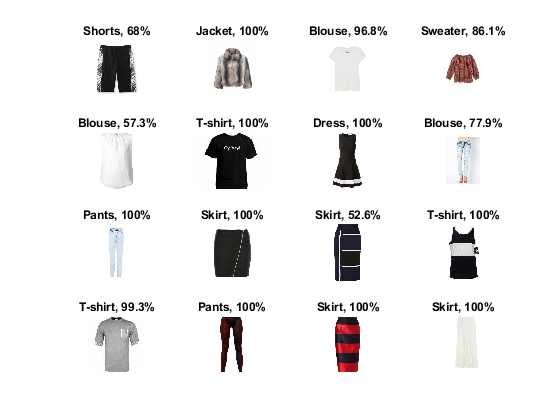 Shorts, 68%
Jacket, 100%
Blouse, 96.8%
Sweater, 86.1%
Blouse, 57.3%
T-shirt, 100%
Dress, 100%
Blouse, 77.9%
Pants, 100%
Skirt, 100%
Skirt, 52.6%
T-shirt, 100%
T-shirt, 99.3%
Pants, 100%
Skirt, 100%
Skirt, 100%